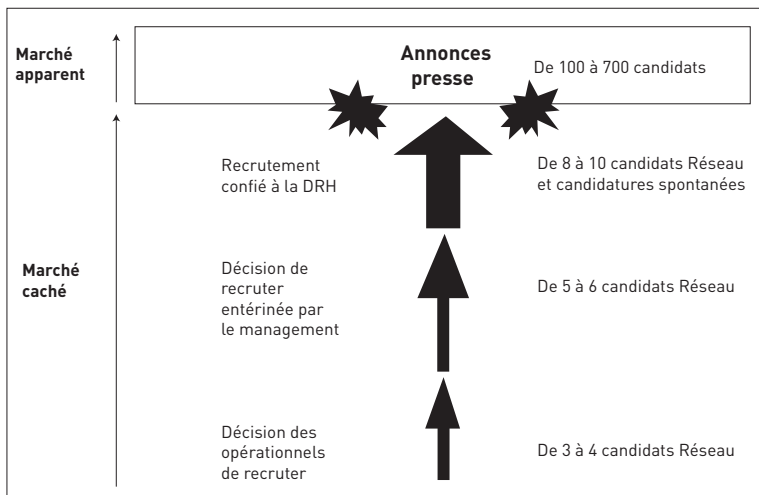 Marché
apparent
Annonces
presse
De 100 à 700 candidats
Recrutement
confié à la DRH
De 8 à 10 candidats Réseau
et candidatures spontanées
Marché
caché
Décision de
recruter
entérinée par
le management
De 5 à 6 candidats Réseau
Décision des
opérationnels
de recruter
De 3 à 4 candidats Réseau